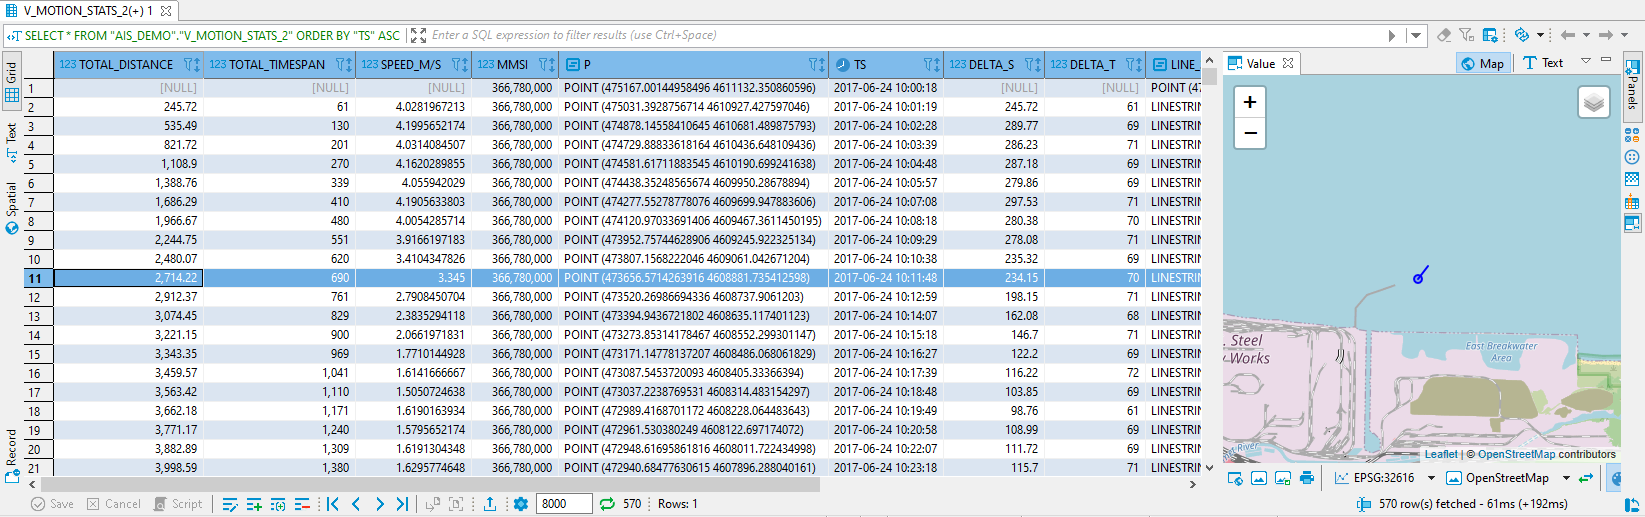 V_MOTION_STATS_2(+) 1
SELECT * FROM "AIS_DEMO"."V_MOTION_STATS_2" ORDER BY "TS" ASC Enter a SQL expression to filter results (use Ctrl+Space)
Grid
Text
Spatial
Record
123 TOTAL_DISTANCE 123 TOTAL_TIMESPAN 123 SPEED_M/S 123 MMSI P TS 123 DELTA_S 123 DELTA_T LINE_
1 [NULL] [NULL] [NULL] 366,780,000 POINT (475167.00144958496 4611132.350860596) 2017-06-24 10:00:18 [NULL] [NULL] POINT (47
2 245.72 61 4.0281967213 366,780,000 POINT (475031.3928756714 4610927.427597046) 2017-06-24 10:01:19 245.72 61 LINESTRIN
3 535.49 130 4.1995652174 366,780,000 POINT (474878.14558410645 4610681.489875793) 2017-06-24 10:02:28 289.77 69 LINESTRIN
4 821.72 201 4.0314084507 366,780,000 POINT (474729.88833618164 4610436.648109436) 2017-06-24 10:03:39 286.23 71 LINESTRIN
5 1,108.9 270 4.1620289855 366,780,000 POINT (474581.61711883545 4610190.699241638) 2017-06-24 10:04:48 287.18 69 LINESTRIN
6 1,388.76 339 4.055942029 366,780,000 POINT (474438.35248565674 4609950.28678894) 2017-06-24 10:05:57 279.86 69 LINESTRIN
7 1,686.29 410 4.1905633803 366,780,000 POINT (474277.55278778076 4609699.947883606) 2017-06-24 10:07:08 297.53 71 LINESTRIN
8 1,966.67 480 4.0054285714 366,780,000 POINT (474120.97033691406 4609467.3611450195) 2017-06-24 10:08:18 280.38 70 LINESTRIN
9 2,244.75 551 3.9166197183 366,780,000 POINT (473952.75744628906 4609245.922325134) 2017-06-24 10:09:29 278.08 71 LINESTRIN
10 2,480.07 620 3.4104347826 366,780,000 POINT (473807.1568222046 4609061.042671204) 2017-06-24 10:10:38 235.32 69 LINESTRIN
11 2,714.22 690 3.345 366,780,000 POINT (473656.5714263916 4608881.735412598) 2017-06-24 10:11:48 234.15 70 LINESTRIN
12 2,912.37 761 2.7908450704 366,780,000 POINT (473520.26986694336 4608737.9061203) 2017-06-24 10:12:59 198.15 71 LINESTRIN
13 3,074.45 829 2.3835294118 366,780,000 POINT (473394.9436721802 4608635.117401123) 2017-06-24 10:14:07 162.08 68 LINESTRIN
14 3,221.15 900 2.0661971831 366,780,000 POINT (473273.85314178467 4608552.299301147) 2017-06-24 10:15:18 146.7 71 LINESTRIN
15 3,343.35 969 1.7710144928 366,780,000 POINT (473171.14778137207 4608486.068061829) 2017-06-24 10:16:27 122.2 69 LINESTRIN
16 3,459.57 1,041 1.6141666667 366,780,000 POINT (473087.5453720093 4608405.33366394) 2017-06-24 10:17:39 116.22 72 LINESTRIN
17 3,563.42 1,110 1.5050724638 366,780,000 POINT (473037.2238769531 4608314.483154297) 2017-06-24 10:18:48 103.85 69 LINESTRIN
18 3,662.18 1,171 1.6190163934 366,780,000 POINT (472989.4168701172 4608228.064483643) 2017-06-24 10:19:49 98.76 61 LINESTRIN
19 3,771.17 1,240 1.5795652174 366,780,000 POINT (472961.530380249 4608122.697174072) 2017-06-24 10:20:58 108.99 69 LINESTRIN
20 3,882.89 1,309 1.6191304348 366,780,000 POINT (472948.61695861816 4608011.722434998) 2017-06-24 10:22:07 111.72 69 LINESTRIN
21 3,998.59 1,380 1.6295774648 366,780,000 POINT (472940.68477630615 4607896.288040161) 2017-06-24 10:23:18 115.7 71 LINESTRIN
Save Cancel Script 8000 570 Rows: 1
Value Map Text
Panels
+
−
Steel
Works
East Breakwater
Area
River
Leaflet | © OpenStreetMap contributors
EPSG:32616 OpenStreetMap
570 row(s) fetched - 61ms (+192ms)